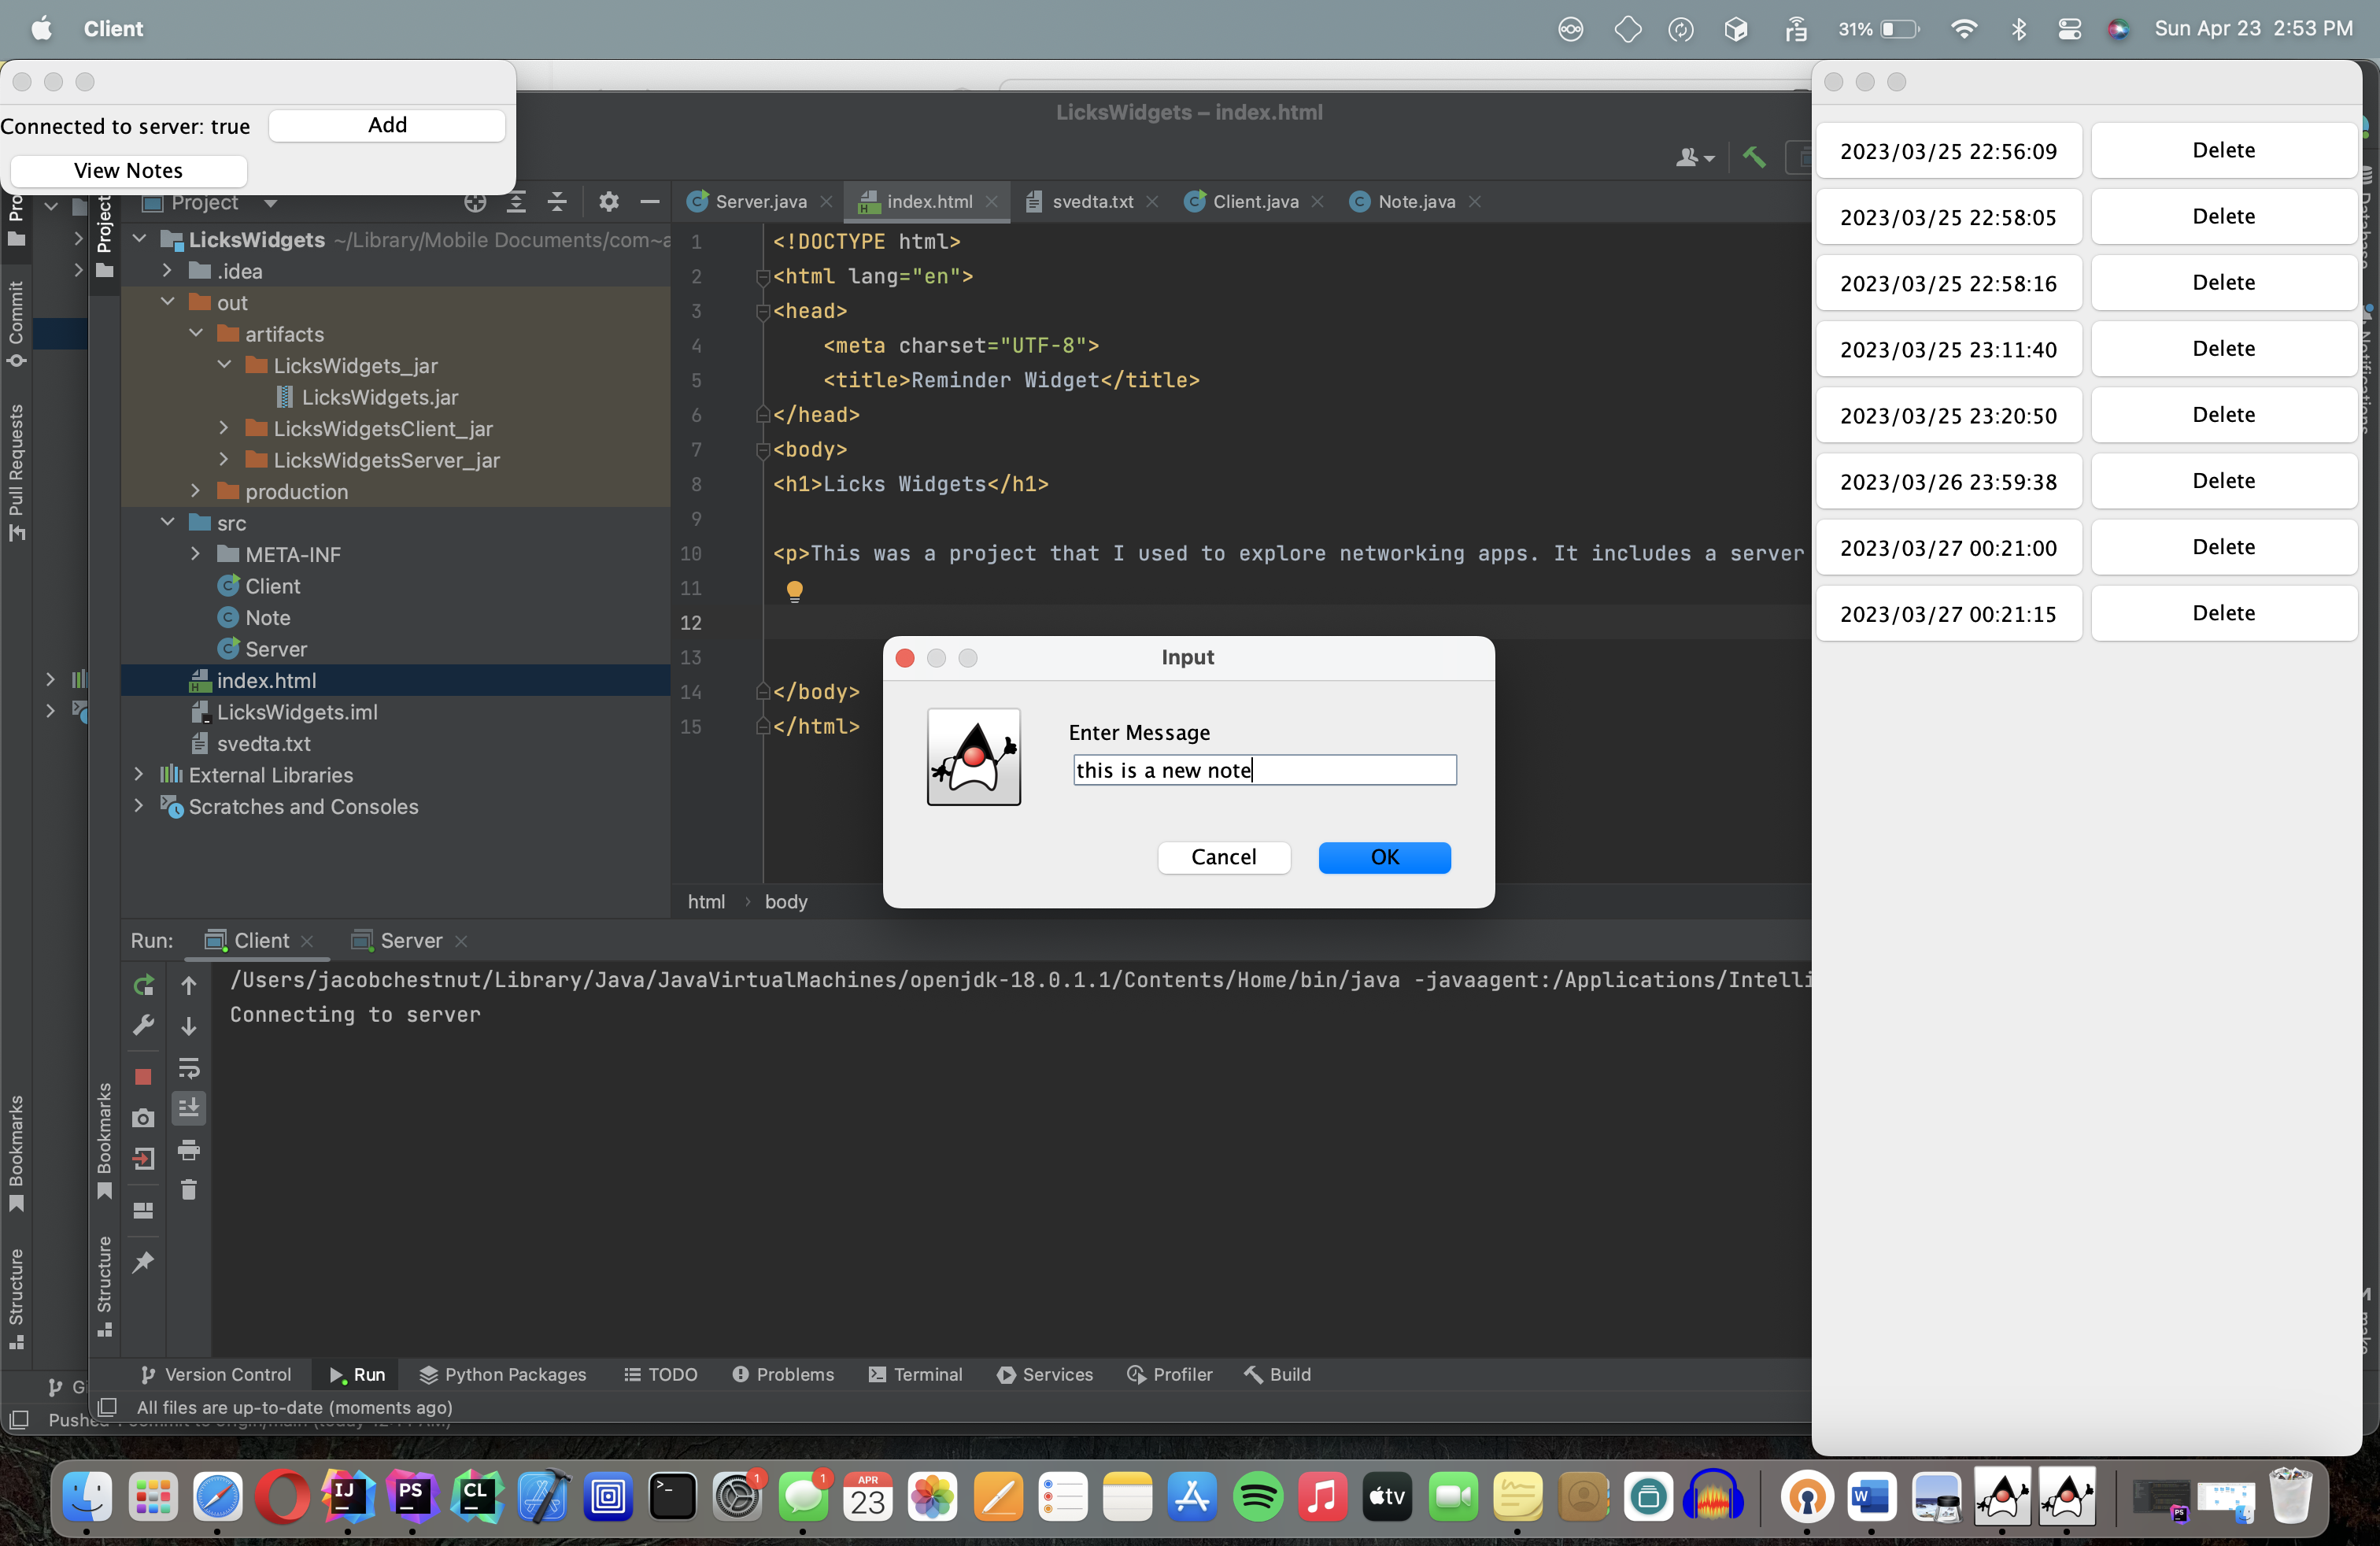 Client
31%
Sun Apr 23 2:53 PM
Connected to server: true
Add
View Notes
LicksWidgets – index.html
Project
Server.java
index.html
svedta.txt
Client.java
Note.java
LicksWidgets ~/Library/Mobile Documents/com~a
.idea
out
artifacts
LicksWidgets_jar
LicksWidgets.jar
LicksWidgetsClient_jar
LicksWidgetsServer_jar
production
src
META-INF
Client
Note
Server
index.html
LicksWidgets.iml
svedta.txt
External Libraries
Scratches and Consoles
Project
Commit
Pull Requests
Bookmarks
Structure
Bookmarks
Structure
1 <!DOCTYPE html>
2 <html lang="en">
3 <head>
4 <meta charset="UTF-8">
5 <title>Reminder Widget</title>
6 </head>
7 <body>
8 <h1>Licks Widgets</h1>
9
10 <p>This was a project that I used to explore networking apps. It includes a server
11
12
13
14 </body>
15 </html>
html › body
Input
Enter Message
this is a new note
Cancel
OK
2023/03/25 22:56:09 Delete
2023/03/25 22:58:05 Delete
2023/03/25 22:58:16 Delete
2023/03/25 23:11:40 Delete
2023/03/25 23:20:50 Delete
2023/03/26 23:59:38 Delete
2023/03/27 00:21:00 Delete
2023/03/27 00:21:15 Delete
Run: Client Server
/Users/jacobchestnut/Library/Java/JavaVirtualMachines/openjdk-18.0.1.1/Contents/Home/bin/java -javaagent:/Applications/Intelli
Connecting to server
Version Control
Run
Python Packages
TODO
Problems
Terminal
Services
Profiler
Build
All files are up-to-date (moments ago)
IJ
PS
CL
1
1
APR
23
tv
W
PS